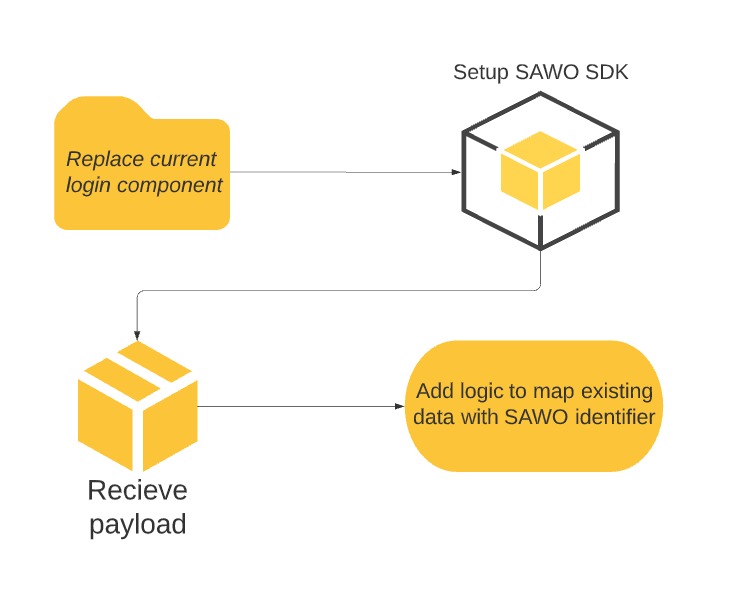 Setup SAWO SDK
Replace current
login component
Recieve
payload
Add logic to map existing
data with SAWO identifier